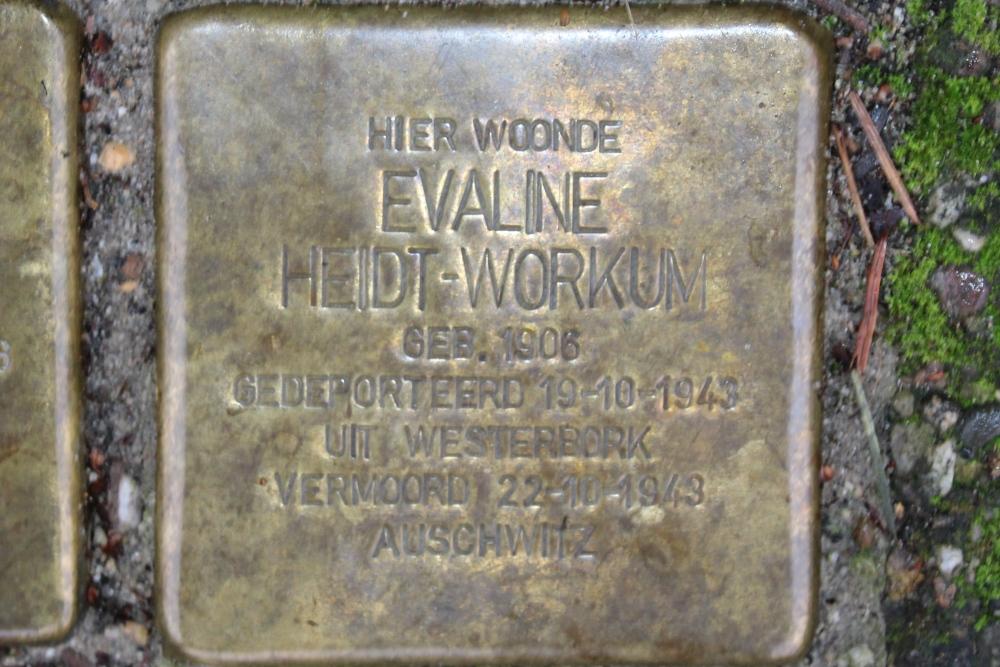 HIER WOONDE
EVALINE
HEIDT-WORKUM
GEB. 1906
GEDEPORTEERD 19-10-1943
UIT WESTERBORK
VERMOORD 22-10-1943
AUSCHWITZ